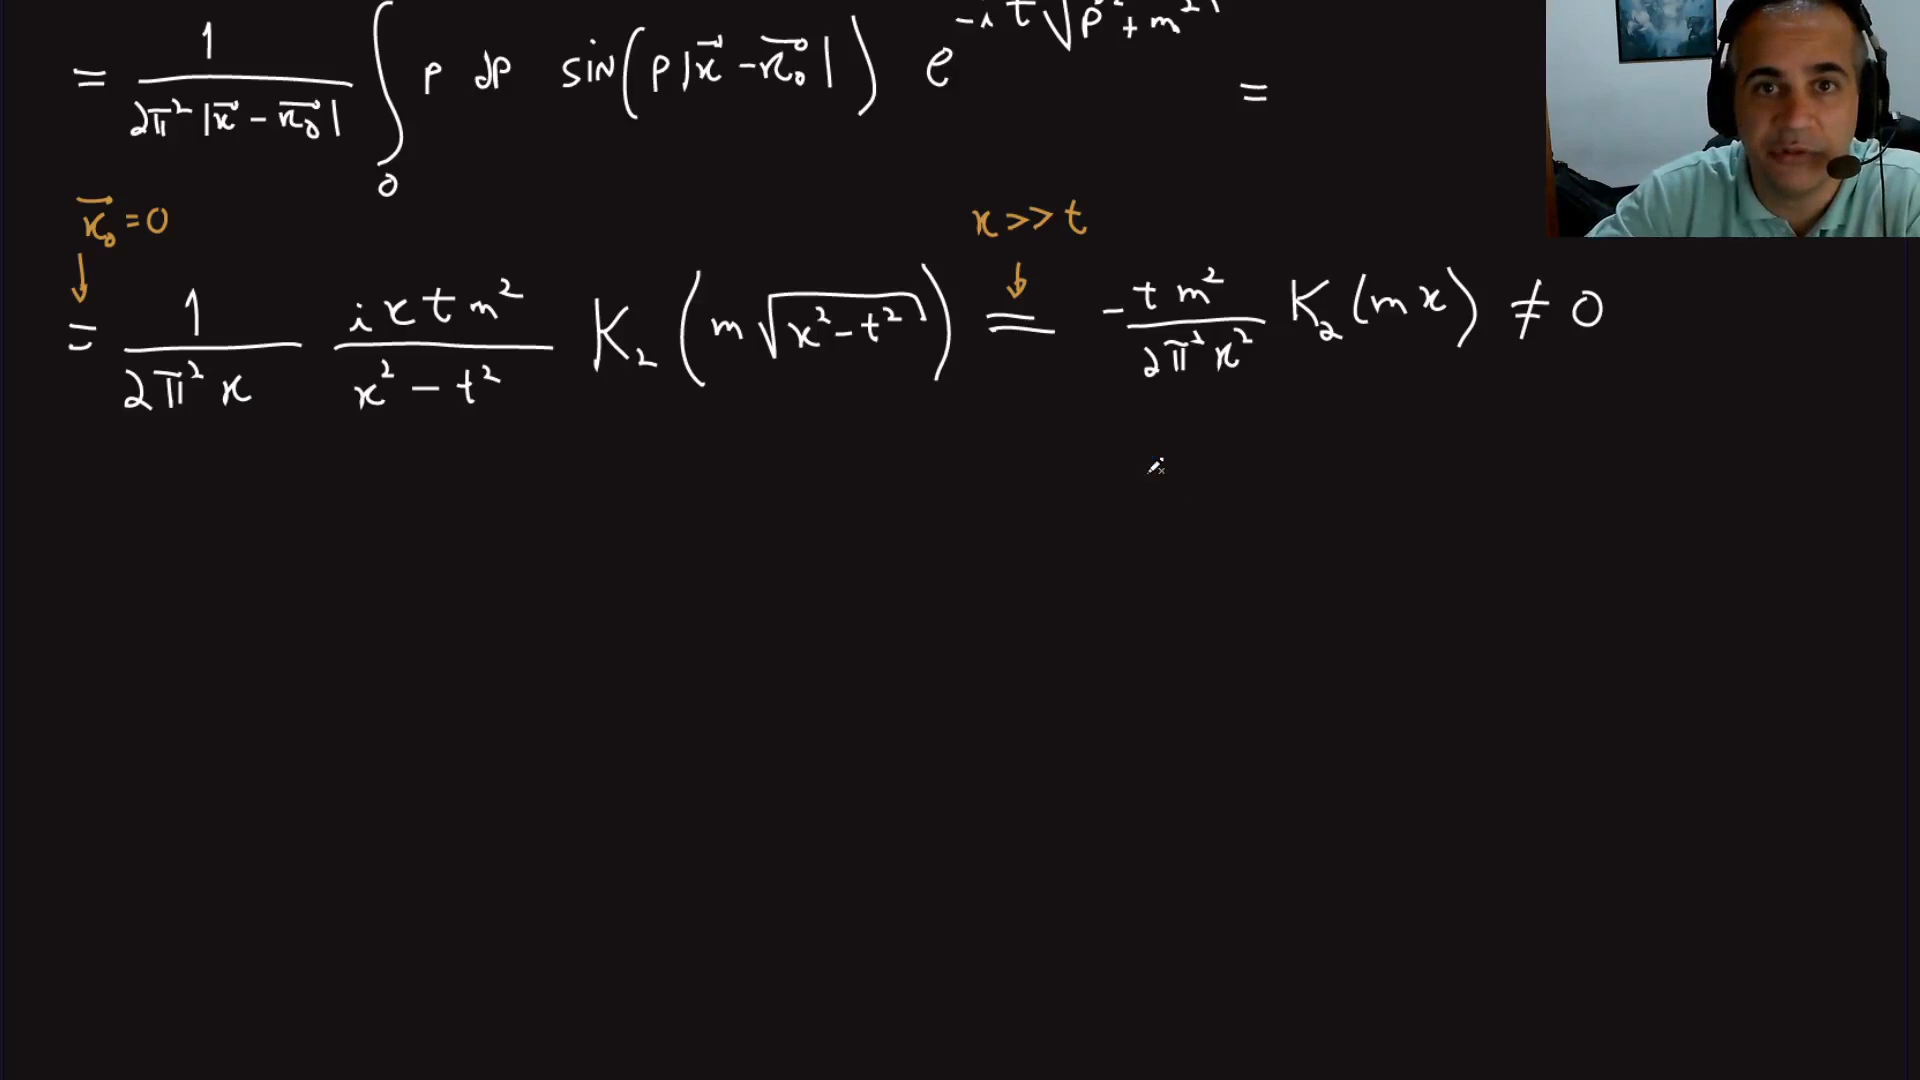 = 1 / (2π² |x⃗ - x⃗₀|) ∫₀ p dp sin(p|x⃗ - x⃗₀|) e^(-i t √(p² + m²)) =
x⃗₀ = 0
x >> t
= 1 / (2π² x) · i x t m² / (x² - t²) K₂(m √(x² - t²)) = - t m² / (2π² x²) K₂(m x) ≠ 0